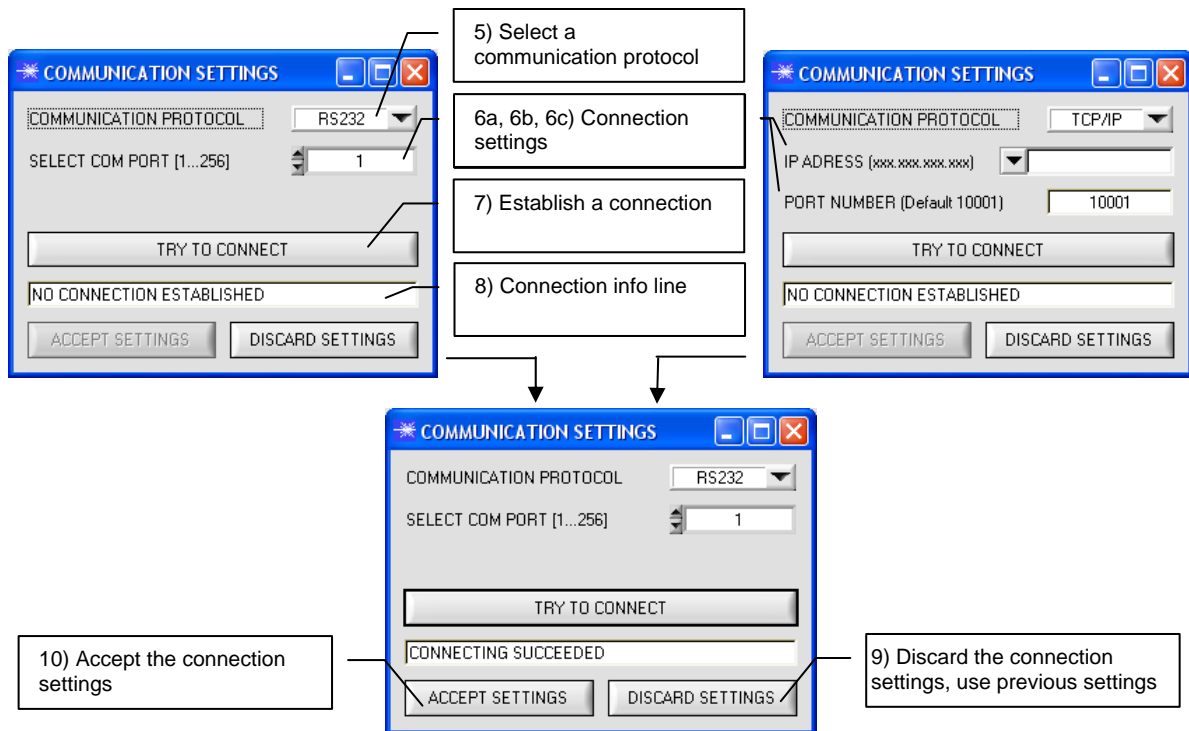 5) Select a
communication protocol
6a, 6b, 6c) Connection
settings
7) Establish a connection
8) Connection info line
COMMUNICATION SETTINGS
COMMUNICATION PROTOCOL
RS232
SELECT COM PORT [1...256]
1
TRY TO CONNECT
NO CONNECTION ESTABLISHED
ACCEPT SETTINGS
DISCARD SETTINGS
COMMUNICATION SETTINGS
COMMUNICATION PROTOCOL
TCP/IP
IP ADRESS (xxx.xxx.xxx.xxx)
PORT NUMBER (Default 10001)
10001
TRY TO CONNECT
NO CONNECTION ESTABLISHED
ACCEPT SETTINGS
DISCARD SETTINGS
COMMUNICATION SETTINGS
COMMUNICATION PROTOCOL
RS232
SELECT COM PORT [1...256]
1
TRY TO CONNECT
CONNECTING SUCCEEDED
ACCEPT SETTINGS
DISCARD SETTINGS
10) Accept the connection
settings
9) Discard the connection
settings, use previous settings